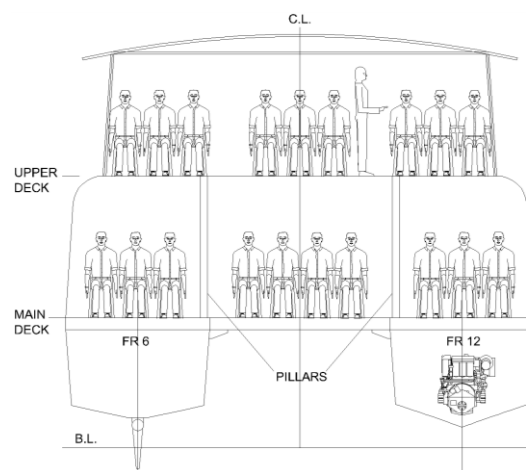 C.L.
UPPER
DECK
MAIN
DECK
FR 6
FR 12
PILLARS
B.L.